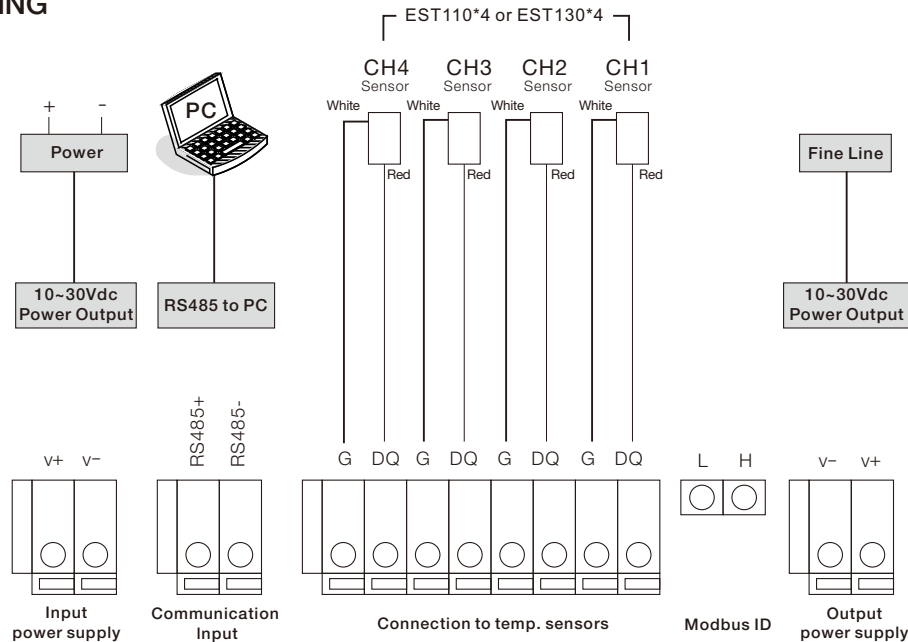 ING
EST110*4 or EST130*4
CH4 CH3 CH2 CH1
Sensor Sensor Sensor Sensor
White White White White
Red Red Red Red
+ -
Power
PC
Fine Line
10~30Vdc
Power Output
RS485 to PC
10~30Vdc
Power Output
v+ v-
RS485+
RS485-
G DQ G DQ G DQ G DQ
L H
v- v+
Input
power supply
Communication
Input
Connection to temp. sensors
Modbus ID
Output
power supply